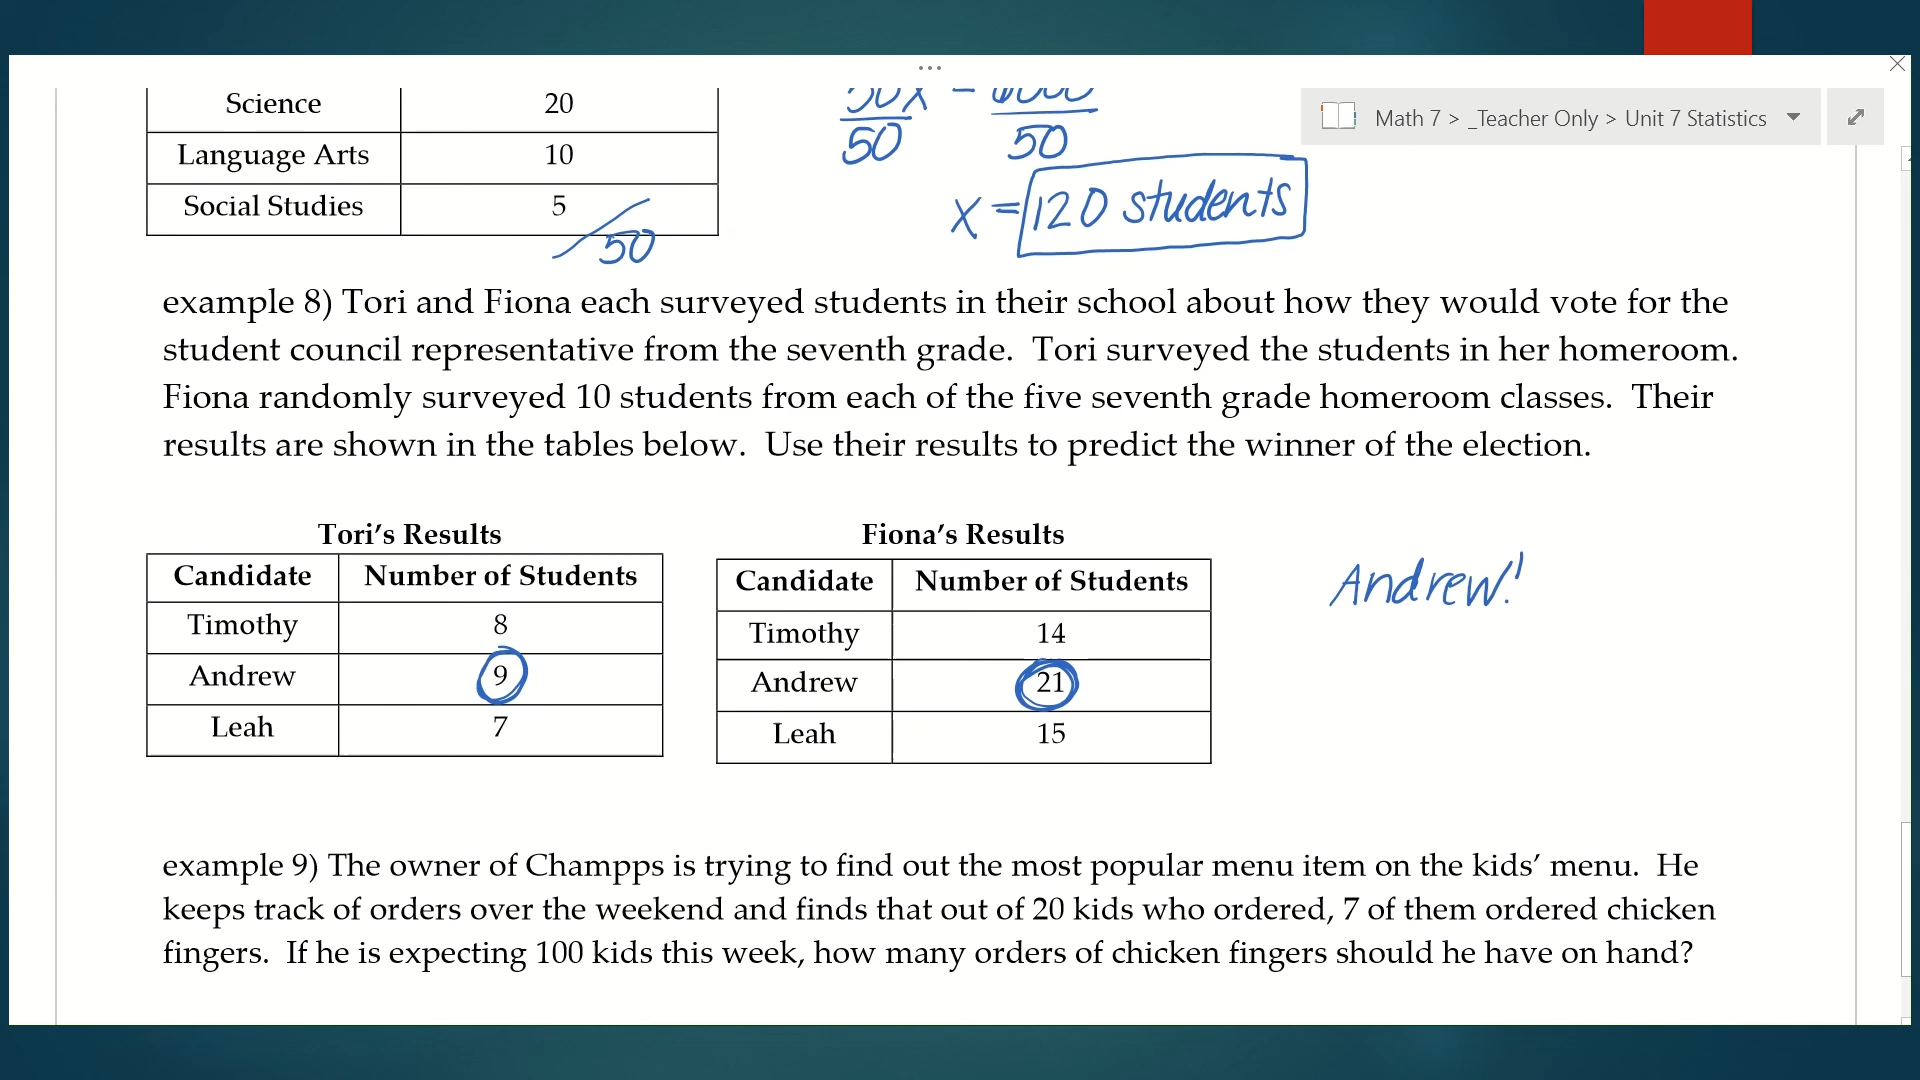 Science 20
50x = 6000
50 50
Math 7 > _Teacher Only > Unit 7 Statistics
Language Arts 10
Social Studies 5
50
x = 120 students
example 8) Tori and Fiona each surveyed students in their school about how they would vote for the
student council representative from the seventh grade. Tori surveyed the students in her homeroom.
Fiona randomly surveyed 10 students from each of the five seventh grade homeroom classes. Their
results are shown in the tables below. Use their results to predict the winner of the election.
Tori's Results
Candidate Number of Students
Timothy 8
Andrew 9
Leah 7
Fiona's Results
Candidate Number of Students
Timothy 14
Andrew 21
Leah 15
Andrew!
example 9) The owner of Champps is trying to find out the most popular menu item on the kids' menu. He
keeps track of orders over the weekend and finds that out of 20 kids who ordered, 7 of them ordered chicken
fingers. If he is expecting 100 kids this week, how many orders of chicken fingers should he have on hand?